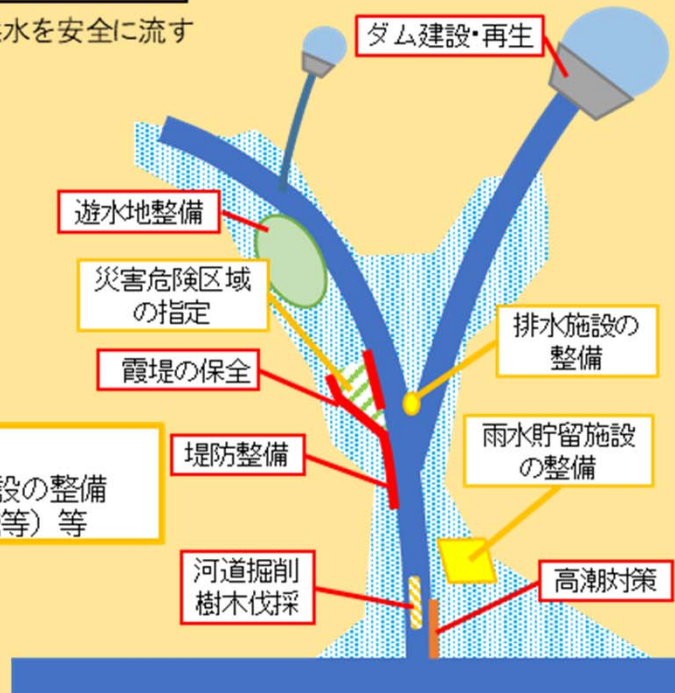 水を安全に流す
ダム建設・再生
遊水地整備
災害危険区域
の指定
排水施設の
整備
霞堤の保全
雨水貯留施設
の整備
堤防整備
設の整備
等）等
河道掘削
樹木伐採
高潮対策